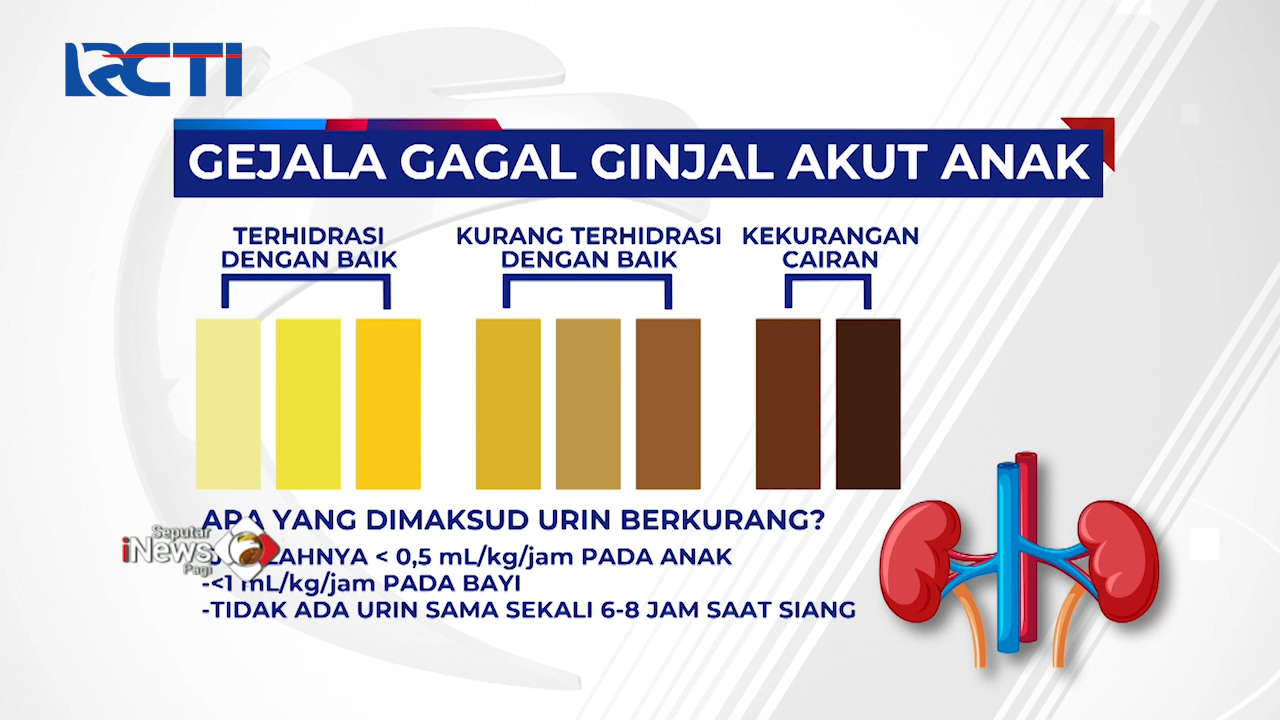 RCTI
GEJALA GAGAL GINJAL AKUT ANAK
TERHIDRASI
DENGAN BAIK
KURANG TERHIDRASI
DENGAN BAIK
KEKURANGAN
CAIRAN
APA YANG DIMAKSUD URIN BERKURANG?
< 0,5 mL/kg/jam PADA ANAK
-<1 mL/kg/jam PADA BAYI
-TIDAK ADA URIN SAMA SEKALI 6-8 JAM SAAT SIANG
Seputar
iNews
Pagi